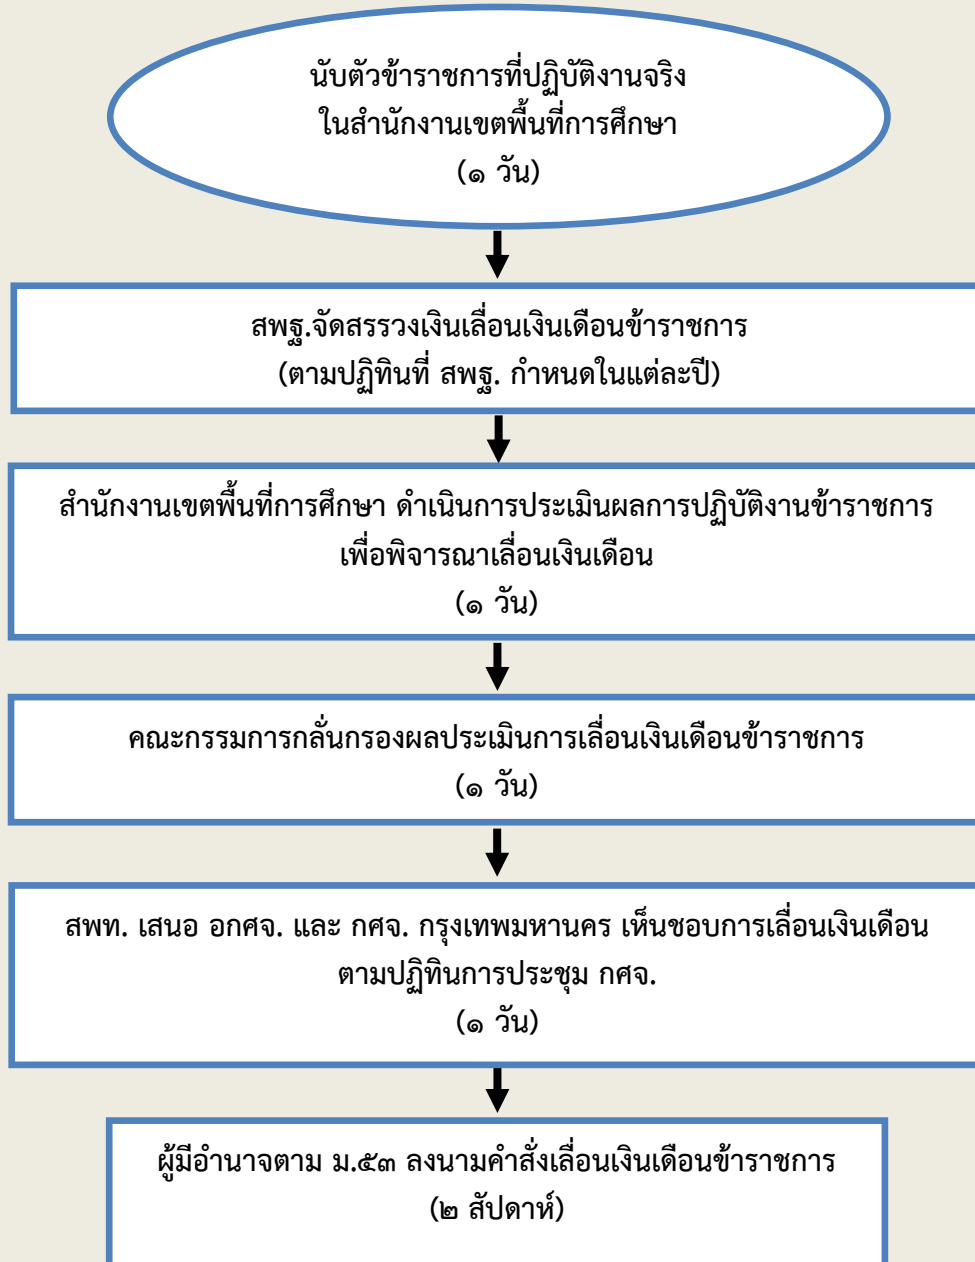 นับตัวข้าราชการที่ปฏิบัติงานจริง
ในสำนักงานเขตพื้นที่การศึกษา
(๑ วัน)
สพฐ.จัดสรรวงเงินเลื่อนเงินเดือนข้าราชการ
(ตามปฏิทินที่ สพฐ. กำหนดในแต่ละปี)
สำนักงานเขตพื้นที่การศึกษา ดำเนินการประเมินผลการปฏิบัติงานข้าราชการ
เพื่อพิจารณาเลื่อนเงินเดือน
(๑ วัน)
คณะกรรมการกลั่นกรองผลประเมินการเลื่อนเงินเดือนข้าราชการ
(๑ วัน)
สพท. เสนอ อกศจ. และ กศจ. กรุงเทพมหานคร เห็นชอบการเลื่อนเงินเดือน
ตามปฏิทินการประชุม กศจ.
(๑ วัน)
ผู้มีอำนาจตาม ม.๕๓ ลงนามคำสั่งเลื่อนเงินเดือนข้าราชการ
(๒ สัปดาห์)